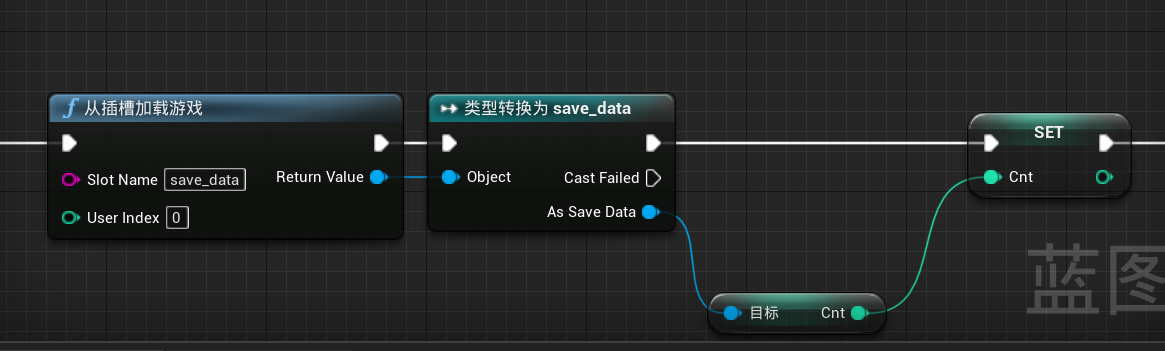 f 从插槽加载游戏
Slot Name save_data
Return Value
User Index 0
类型转换为 save_data
Object
Cast Failed
As Save Data
SET
Cnt
目标 Cnt
蓝图